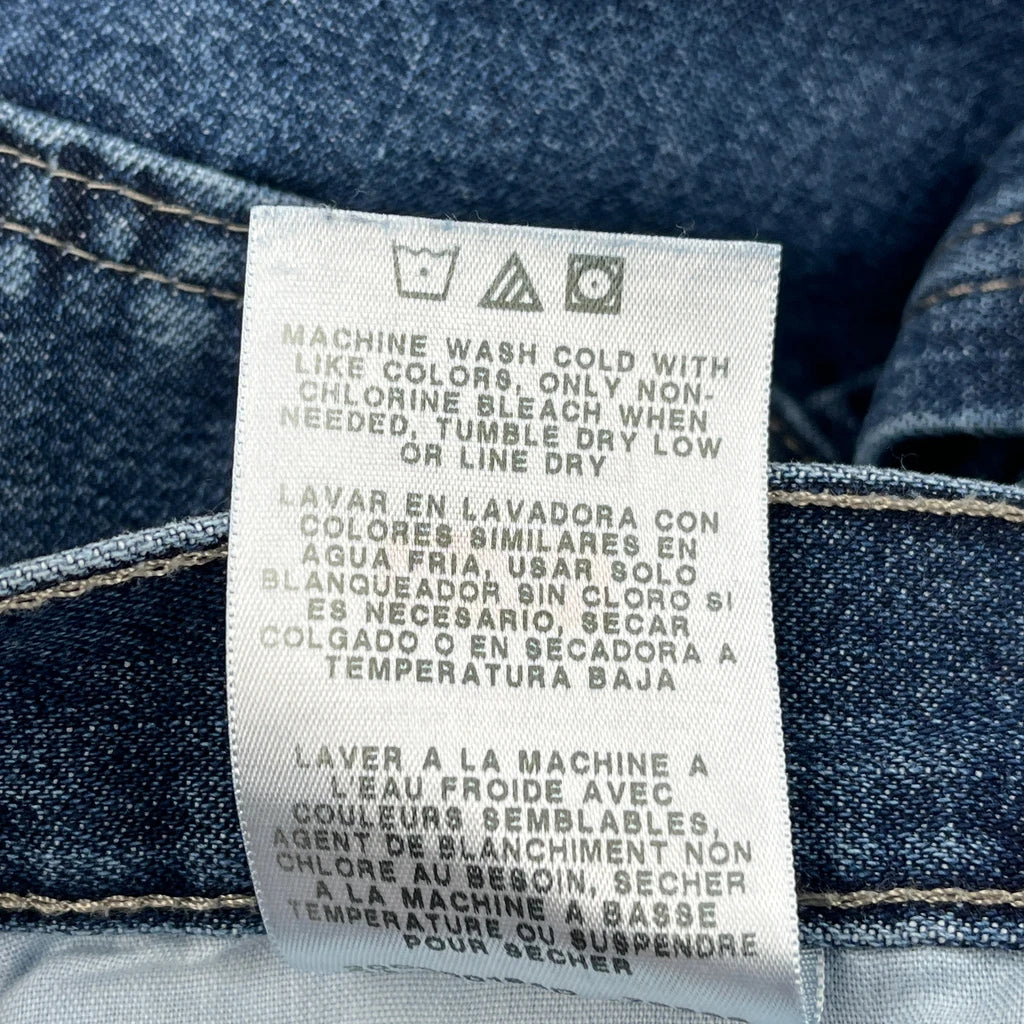 MACHINE WASH COLD WITH
LIKE COLORS, ONLY NON-
CHLORINE BLEACH WHEN
NEEDED, TUMBLE DRY LOW
OR LINE DRY
LAVAR EN LAVADORA CON
COLORES SIMILARES EN
AGUA FRIA, USAR SOLO
BLANQUEADOR SIN CLORO SI
ES NECESARIO, SECAR
COLGADO O EN SECADORA A
TEMPERATURA BAJA
LAVER A LA MACHINE A
L'EAU FROIDE AVEC
COULEURS SEMBLABLES,
AGENT DE BLANCHIMENT NON
CHLORE AU BESOIN, SECHER
A LA MACHINE A BASSE
TEMPERATURE OU SUSPENDRE
POUR SECHER